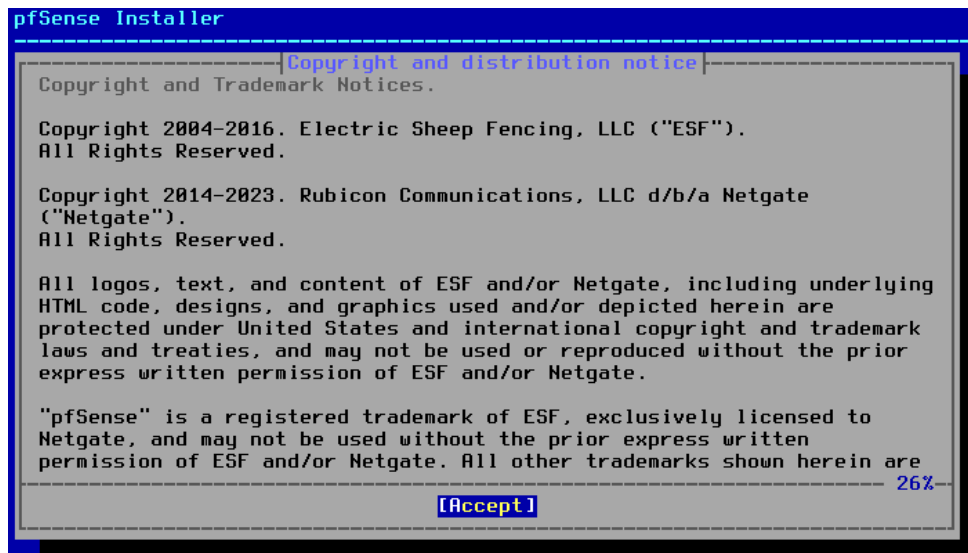 pfSense Installer
Copyright and distribution notice
Copyright and Trademark Notices.
Copyright 2004-2016. Electric Sheep Fencing, LLC ("ESF").
All Rights Reserved.
Copyright 2014-2023. Rubicon Communications, LLC d/b/a Netgate
("Netgate").
All Rights Reserved.
All logos, text, and content of ESF and/or Netgate, including underlying
HTML code, designs, and graphics used and/or depicted herein are
protected under United States and international copyright and trademark
laws and treaties, and may not be used or reproduced without the prior
express written permission of ESF and/or Netgate.
"pfSense" is a registered trademark of ESF, exclusively licensed to
Netgate, and may not be used without the prior express written
permission of ESF and/or Netgate. All other trademarks shown herein are
26%
[Accept]